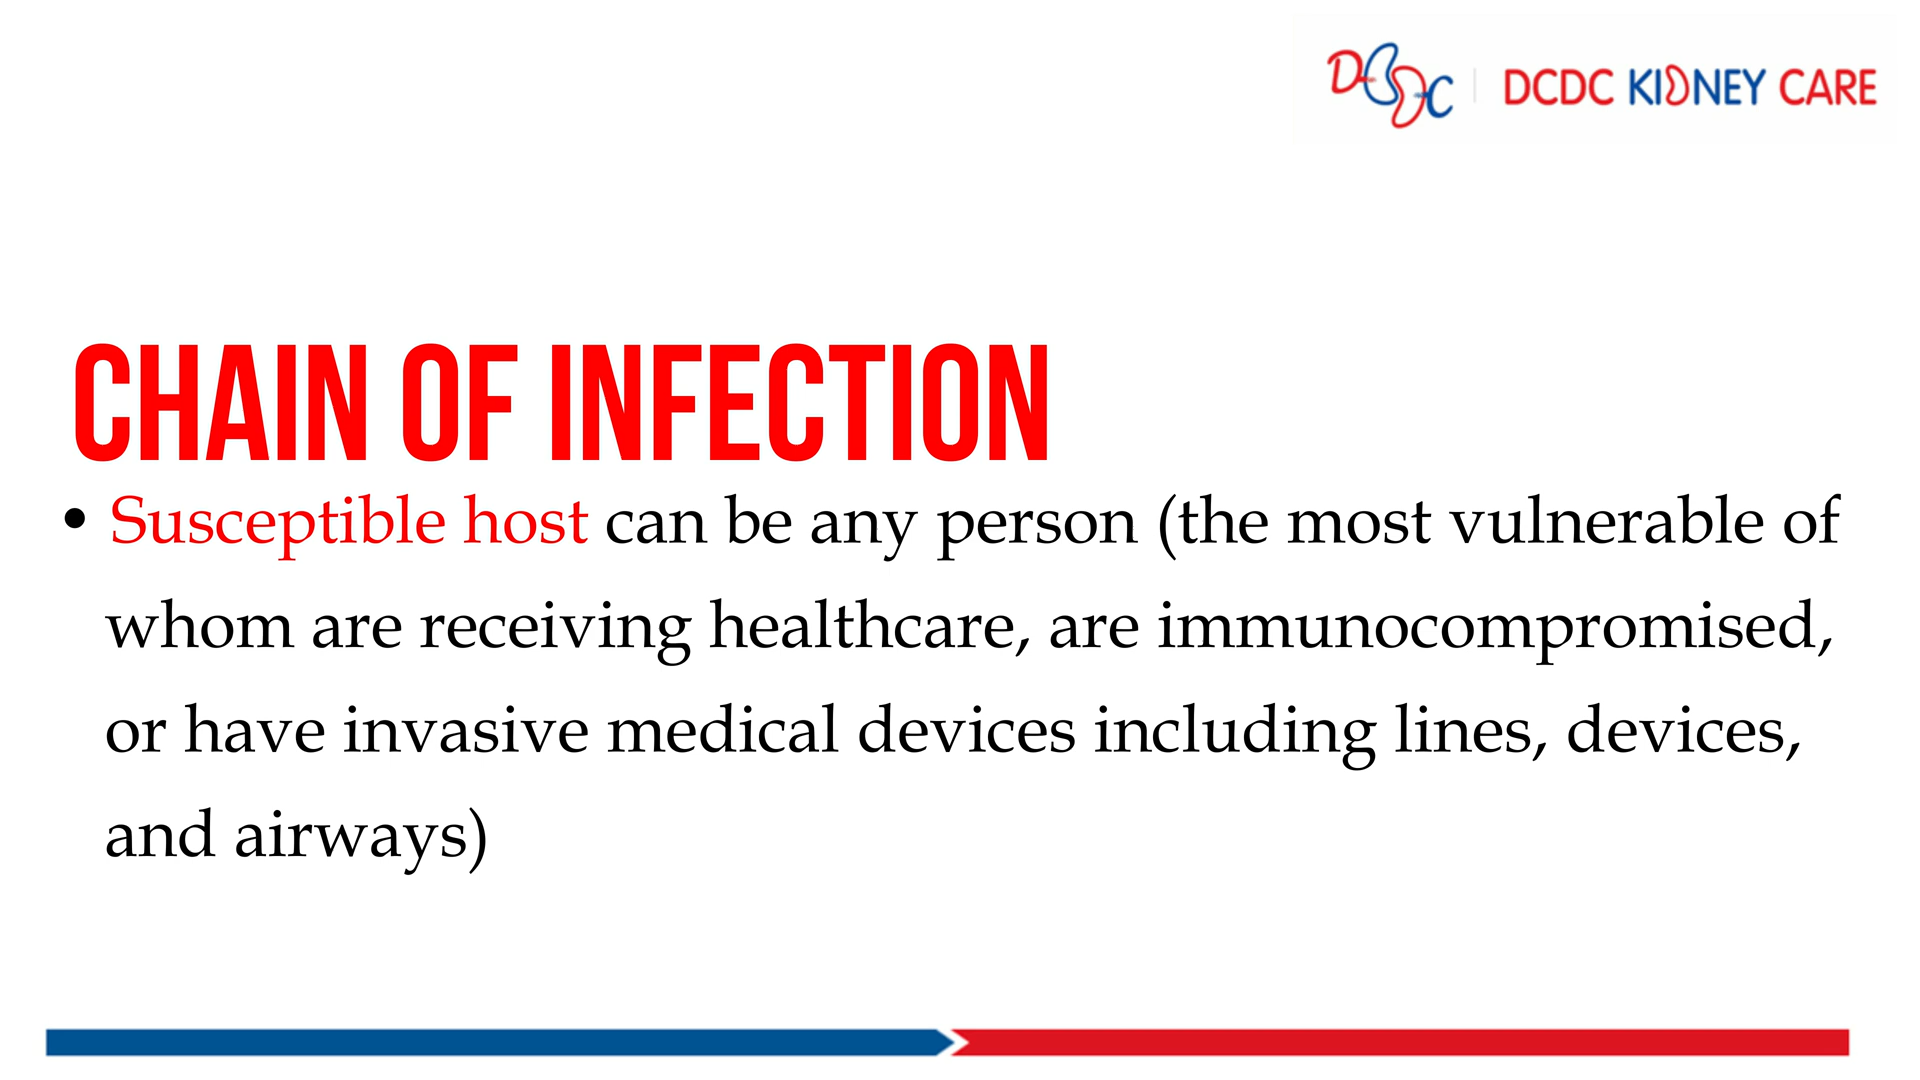 DCDC | DCDC KIDNEY CARE
CHAIN OF INFECTION
• Susceptible host can be any person (the most vulnerable of
whom are receiving healthcare, are immunocompromised,
or have invasive medical devices including lines, devices,
and airways)